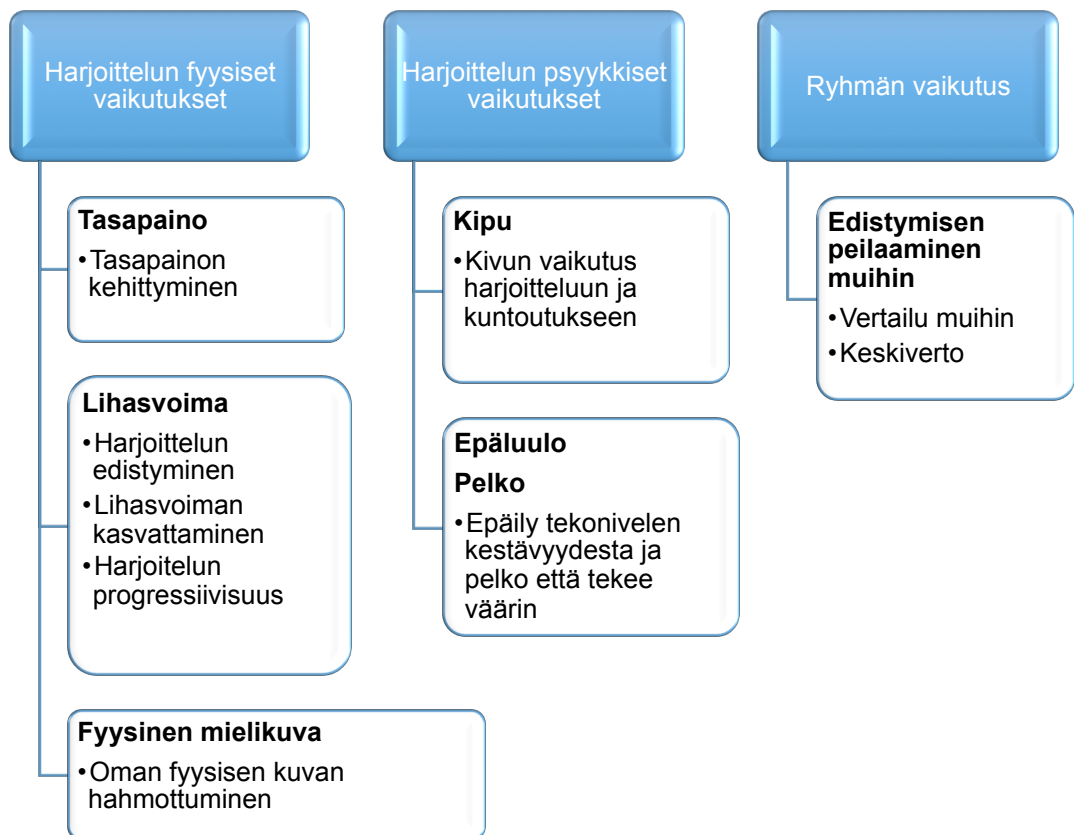 Harjoittelun fyysiset
vaikutukset
Tasapaino
•Tasapainon
kehittyminen
Lihasvoima
•Harjoittelun
edistyminen
•Lihasvoiman
kasvattaminen
•Harjoitelun
progressiivisuus
Fyysinen mielikuva
•Oman fyysisen kuvan
hahmottuminen
Harjoittelun psyykkiset
vaikutukset
Kipu
•Kivun vaikutus
harjoitteluun ja
kuntoutukseen
Epäluulo
Pelko
•Epäily tekonivelen
kestävyydesta ja
pelko että tekee
väärin
Ryhmän vaikutus
Edistymisen
peilaaminen
muihin
•Vertailu muihin
•Keskiverto